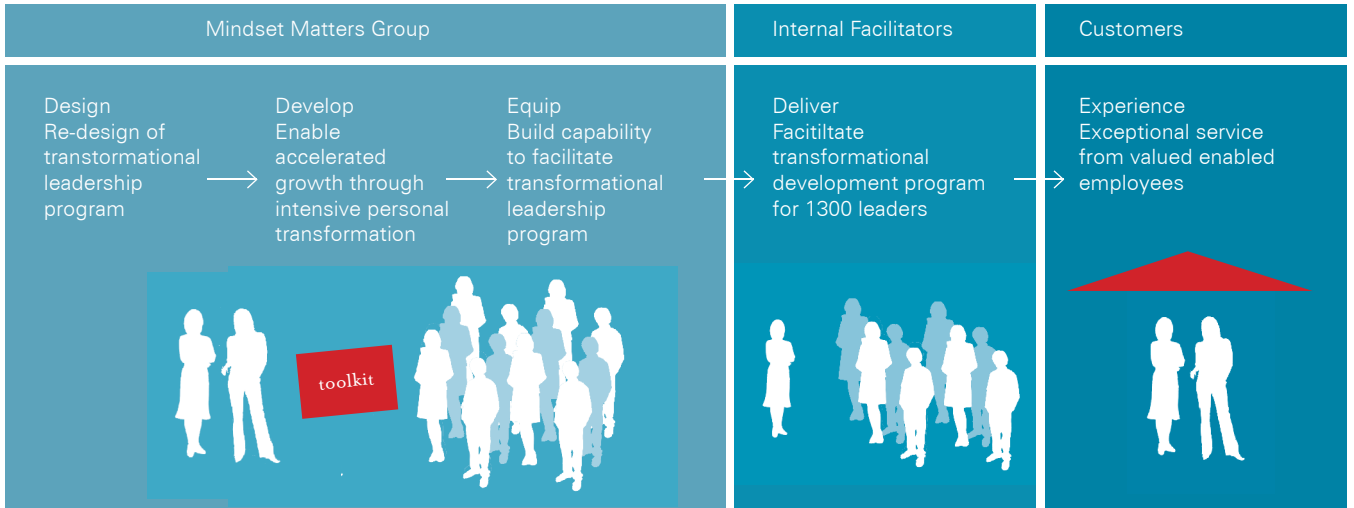 Mindset Matters Group
Internal Facilitators
Customers
Design
Re-design of
transtormational
leadership
program
Develop
Enable
accelerated
growth through
intensive personal
transformation
Equip
Build capability
to facilitate
transformational
leadership
program
Deliver
Facitiltate
transformational
development program
for 1300 leaders
Experience
Exceptional service
from valued enabled
employees
toolkit